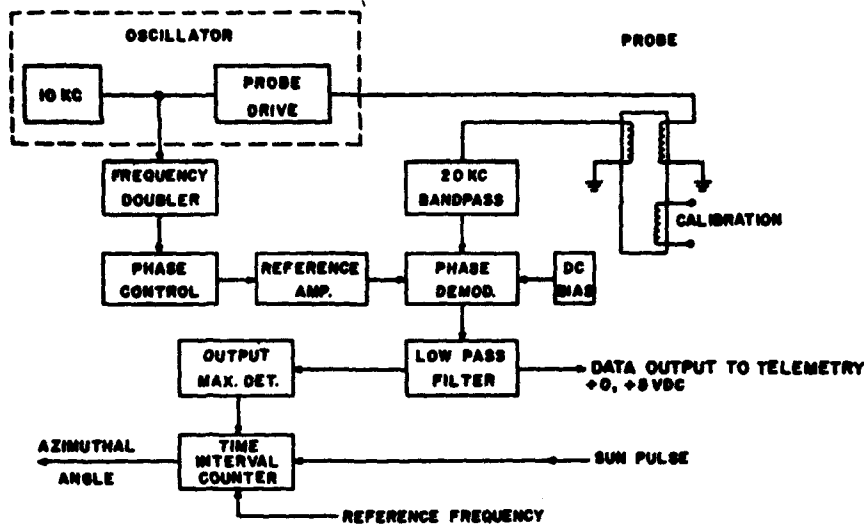 OSCILLATOR
PROBE
10 KC
PROBE
DRIVE
FREQUENCY
DOUBLER
20 KC
BANDPASS
CALIBRATION
PHASE
CONTROL
REFERENCE
AMP.
PHASE
DEMOD.
DC
BIAS
OUTPUT
MAX. DET.
LOW PASS
FILTER
DATA OUTPUT TO TELEMETRY
+0, +5 VDC
AZIMUTHAL
ANGLE
TIME
INTERVAL
COUNTER
SUN PULSE
REFERENCE FREQUENCY